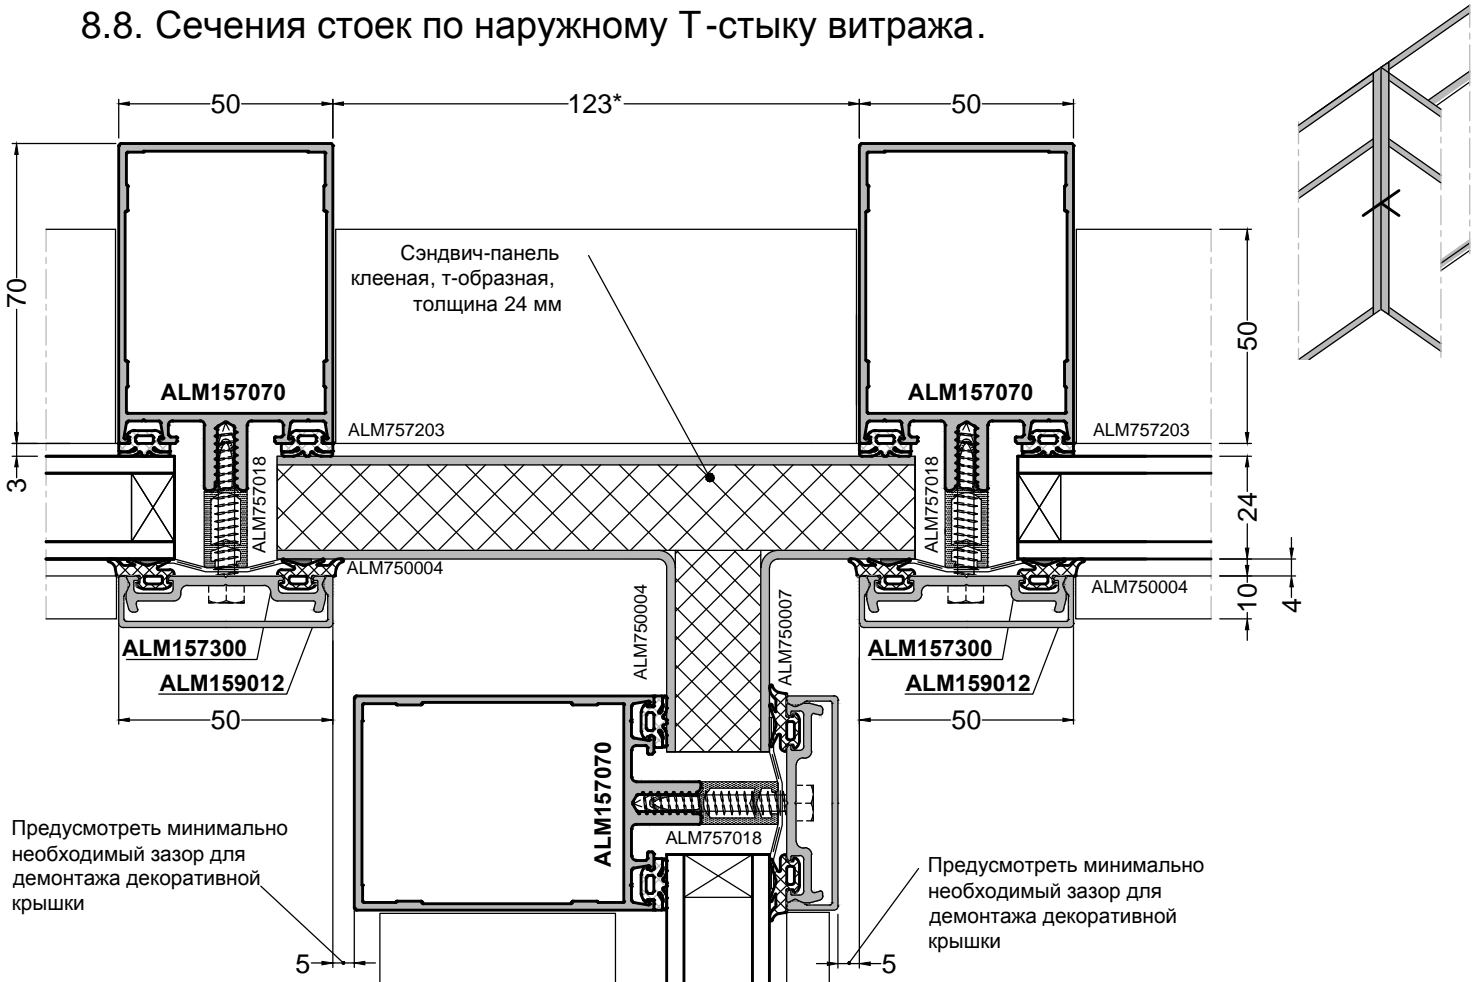 8.8. Сечения стоек по наружному Т-стыку витража.
50
123*
50
70
Сэндвич-панель
клееная, т-образная,
толщина 24 мм
50
ALM157070
ALM157070
ALM757203
ALM757203
3
ALM757018
ALM757018
24
ALM750004
ALM750004
10
4
ALM750004
ALM750007
ALM157300
ALM159012
ALM157300
ALM159012
50
50
ALM157070
ALM757018
Предусмотреть минимально
необходимый зазор для
демонтажа декоративной
крышки
Предусмотреть минимально
необходимый зазор для
демонтажа декоративной
крышки
5
5